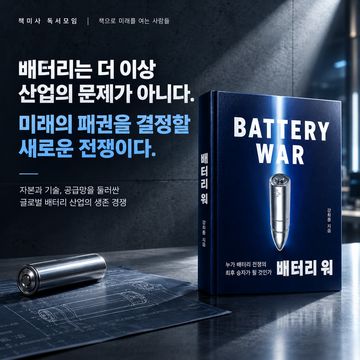 책미사 독서모임 | 책으로 미래를 여는 사람들
배터리는 더 이상
산업의 문제가 아니다.
미래의 패권을 결정할
새로운 전쟁이다.
자본과 기술, 공급망을 둘러싼
글로벌 배터리 산업의 생존 경쟁
배터리 워
BATTERY
WAR
강희종 지음
누가 배터리 전쟁의
최후 승자가 될 것인가
배터리 워